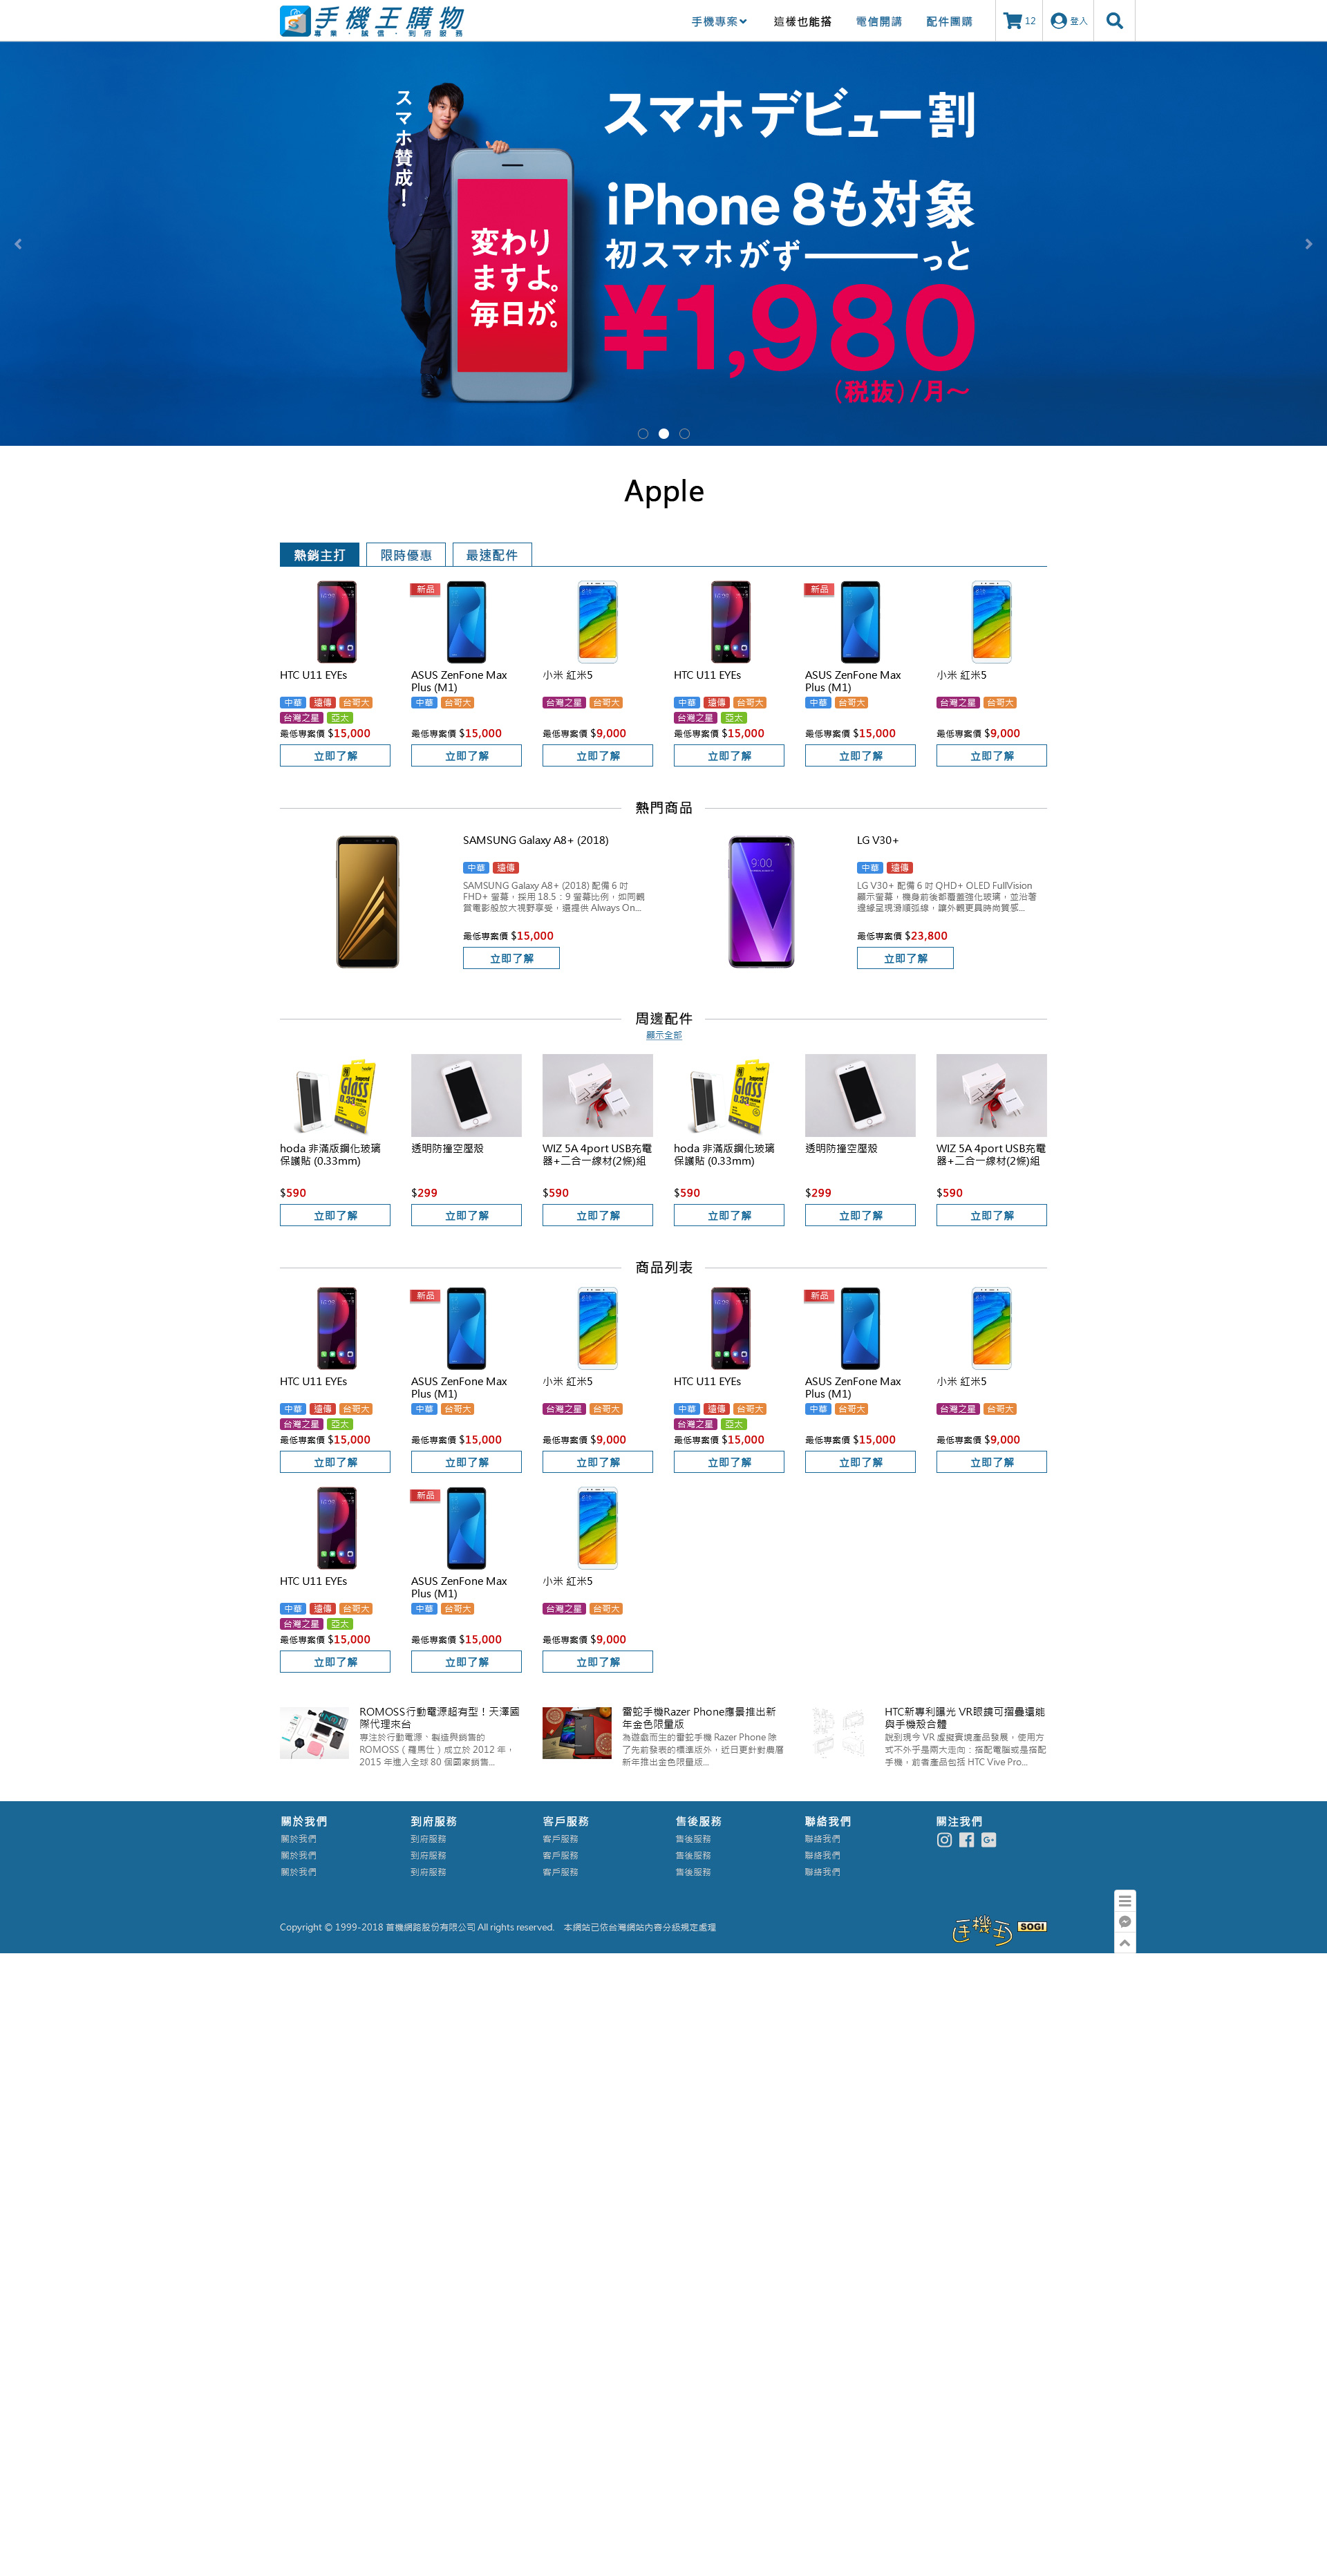 手機王購物
專業．誠信．到府服務
手機專案
這樣也能搭
電信開講
配件團購
12
登入
スマホ賛成！
変わり
ますよ。
毎日が。
スマホデビュー割
iPhone 8も対象
初スマホがず――っと
¥1,980
(税抜)/月～
Apple
熱銷主打
限時優惠
最速配件
新品
新品
HTC U11 EYEs
ASUS ZenFone Max
Plus (M1)
小米 紅米5
HTC U11 EYEs
ASUS ZenFone Max
Plus (M1)
小米 紅米5
中華 遠傳 台哥大
台灣之星 亞太
中華 台哥大
台灣之星 台哥大
中華 遠傳 台哥大
台灣之星 亞太
中華 台哥大
台灣之星 台哥大
最低專案價 $15,000
最低專案價 $15,000
最低專案價 $9,000
最低專案價 $15,000
最低專案價 $15,000
最低專案價 $9,000
立即了解
立即了解
立即了解
立即了解
立即了解
立即了解
熱門商品
SAMSUNG Galaxy A8+ (2018)
中華 遠傳
SAMSUNG Galaxy A8+ (2018) 配備 6 吋
FHD+ 螢幕，採用 18.5：9 螢幕比例，如同觀
賞電影般放大視野享受，還提供 Always On...
最低專案價 $15,000
立即了解
9:00
LG V30+
中華 遠傳
LG V30+ 配備 6 吋 QHD+ OLED FullVision
顯示螢幕，機身前後都覆蓋強化玻璃，並沿著
邊緣呈現滑順弧線，讓外觀更具時尚質感...
最低專案價 $23,800
立即了解
周邊配件
顯示全部
Glass
0.33
Glass
0.33
hoda 非滿版鋼化玻璃
保護貼 (0.33mm)
透明防撞空壓殼
WIZ 5A 4port USB充電
器+二合一線材(2條)組
hoda 非滿版鋼化玻璃
保護貼 (0.33mm)
透明防撞空壓殼
WIZ 5A 4port USB充電
器+二合一線材(2條)組
$590
$299
$590
$590
$299
$590
立即了解
立即了解
立即了解
立即了解
立即了解
立即了解
商品列表
新品
新品
HTC U11 EYEs
ASUS ZenFone Max
Plus (M1)
小米 紅米5
HTC U11 EYEs
ASUS ZenFone Max
Plus (M1)
小米 紅米5
中華 遠傳 台哥大
台灣之星 亞太
中華 台哥大
台灣之星 台哥大
中華 遠傳 台哥大
台灣之星 亞太
中華 台哥大
台灣之星 台哥大
最低專案價 $15,000
最低專案價 $15,000
最低專案價 $9,000
最低專案價 $15,000
最低專案價 $15,000
最低專案價 $9,000
立即了解
立即了解
立即了解
立即了解
立即了解
立即了解
新品
HTC U11 EYEs
ASUS ZenFone Max
Plus (M1)
小米 紅米5
中華 遠傳 台哥大
台灣之星 亞太
中華 台哥大
台灣之星 台哥大
最低專案價 $15,000
最低專案價 $15,000
最低專案價 $9,000
立即了解
立即了解
立即了解
ROMOSS行動電源超有型！天澤國
際代理來台
專注於行動電源、製造與銷售的
ROMOSS（羅馬仕）成立於 2012 年，
2015 年進入全球 80 個國家銷售...
雷蛇手機Razer Phone應景推出新
年金色限量版
為遊戲而生的雷蛇手機 Razer Phone 除
了先前發表的標準版外，近日更針對農曆
新年推出金色限量版...
HTC新專利曝光 VR眼鏡可摺疊還能
與手機殼合體
說到現今 VR 虛擬實境產品發展，使用方
式不外乎是兩大走向：搭配電腦或是搭配
手機，前者產品包括 HTC Vive Pro...
關於我們
關於我們
關於我們
關於我們
到府服務
到府服務
到府服務
到府服務
客戶服務
客戶服務
客戶服務
客戶服務
售後服務
售後服務
售後服務
售後服務
聯絡我們
聯絡我們
聯絡我們
聯絡我們
關注我們
Copyright © 1999-2018 首機網路股份有限公司 All rights reserved. 本網站已依台灣網站內容分級規定處理
手機王
SOGI